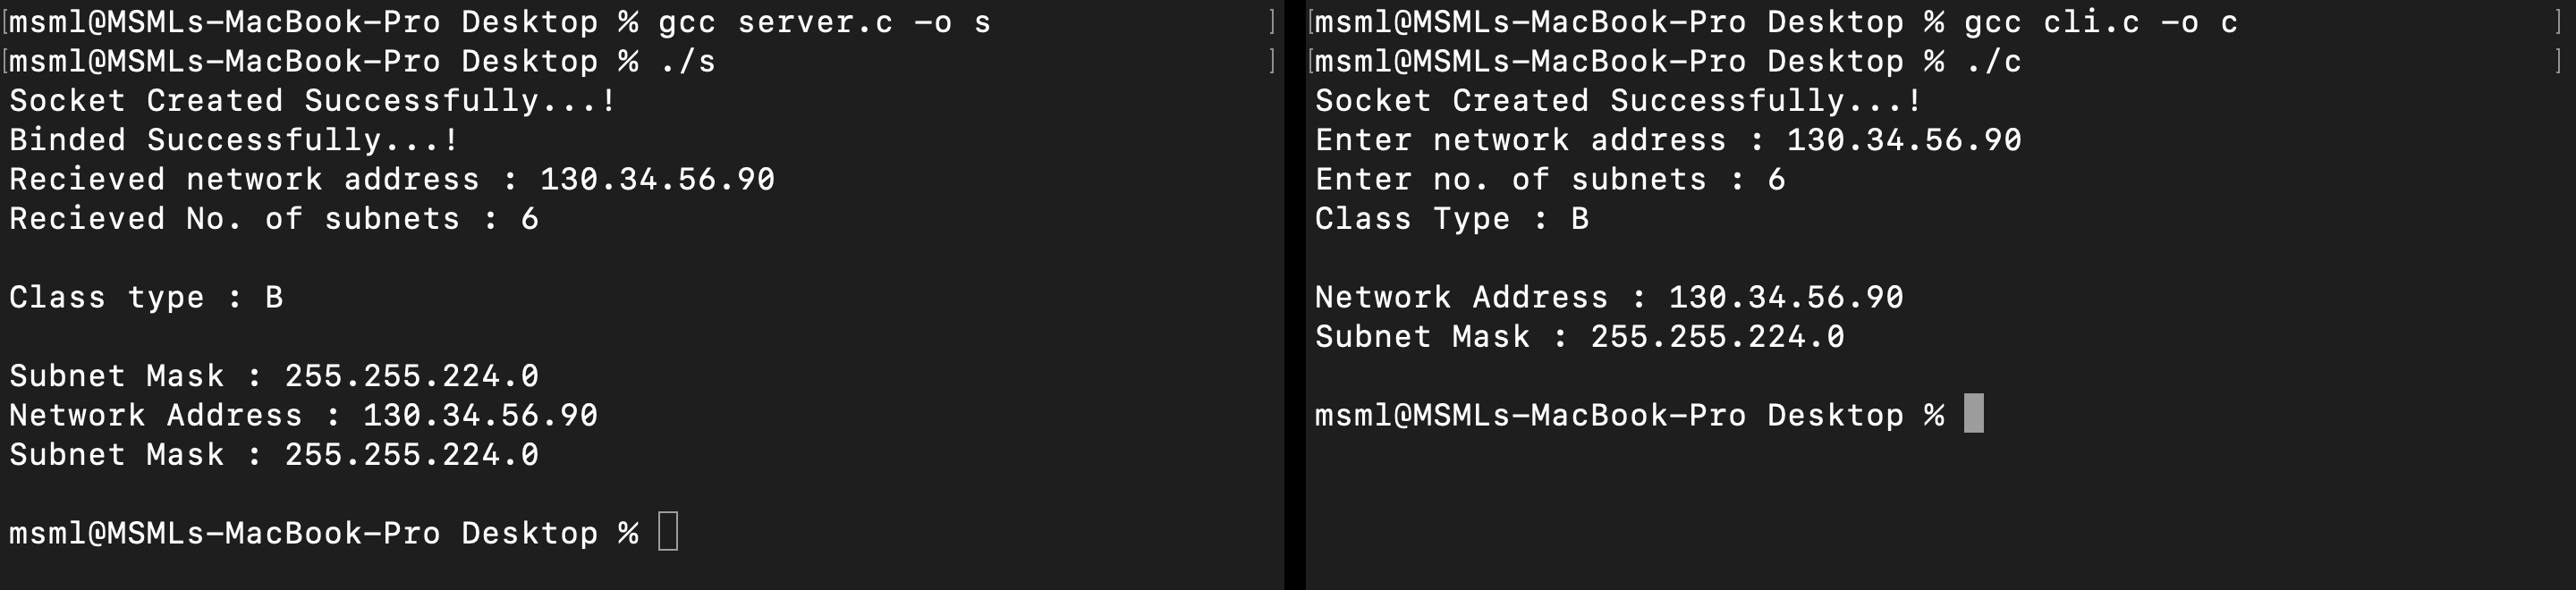 [msml@MSMLs-MacBook-Pro Desktop % gcc server.c -o s ]
[msml@MSMLs-MacBook-Pro Desktop % ./s ]
Socket Created Successfully...!
Binded Successfully...!
Recieved network address : 130.34.56.90
Recieved No. of subnets : 6
Class type : B
Subnet Mask : 255.255.224.0
Network Address : 130.34.56.90
Subnet Mask : 255.255.224.0
msml@MSMLs-MacBook-Pro Desktop %
[msml@MSMLs-MacBook-Pro Desktop % gcc cli.c -o c ]
[msml@MSMLs-MacBook-Pro Desktop % ./c ]
Socket Created Successfully...!
Enter network address : 130.34.56.90
Enter no. of subnets : 6
Class Type : B
Network Address : 130.34.56.90
Subnet Mask : 255.255.224.0
msml@MSMLs-MacBook-Pro Desktop %